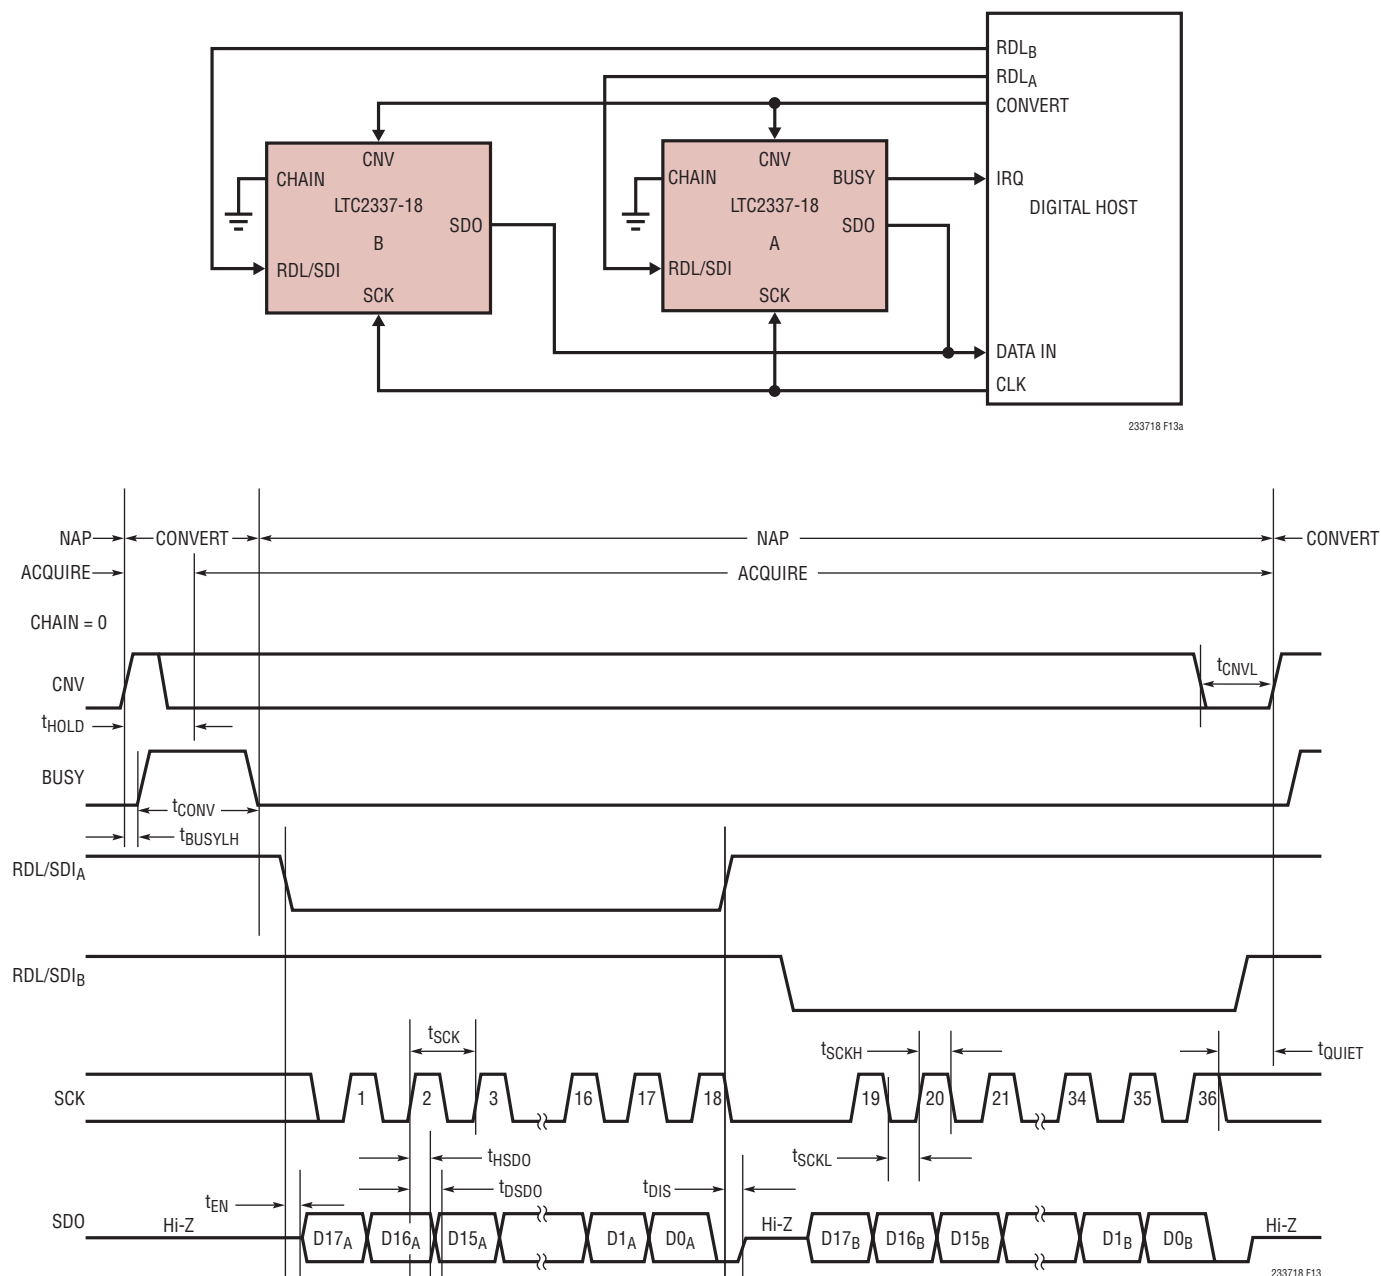 RDLB
RDLA
CONVERT
CNV
CNV
CHAIN
CHAIN
BUSY
IRQ
LTC2337-18
LTC2337-18
DIGITAL HOST
SDO
SDO
B
A
RDL/SDI
RDL/SDI
SCK
SCK
DATA IN
CLK
233718 F13a
NAP
CONVERT
NAP
CONVERT
ACQUIRE
ACQUIRE
CHAIN = 0
CNV
tCNVL
tHOLD
BUSY
tCONV
tBUSYLH
RDL/SDIA
RDL/SDIB
tSCK
tSCKH
tQUIET
SCK
1
2
3
16
17
18
19
20
21
34
35
36
tHSDO
tSCKL
tEN
tDSDO
tDIS
SDO
Hi-Z
D17A
D16A
D15A
D1A
D0A
Hi-Z
D17B
D16B
D15B
D1B
D0B
Hi-Z
233718 F13